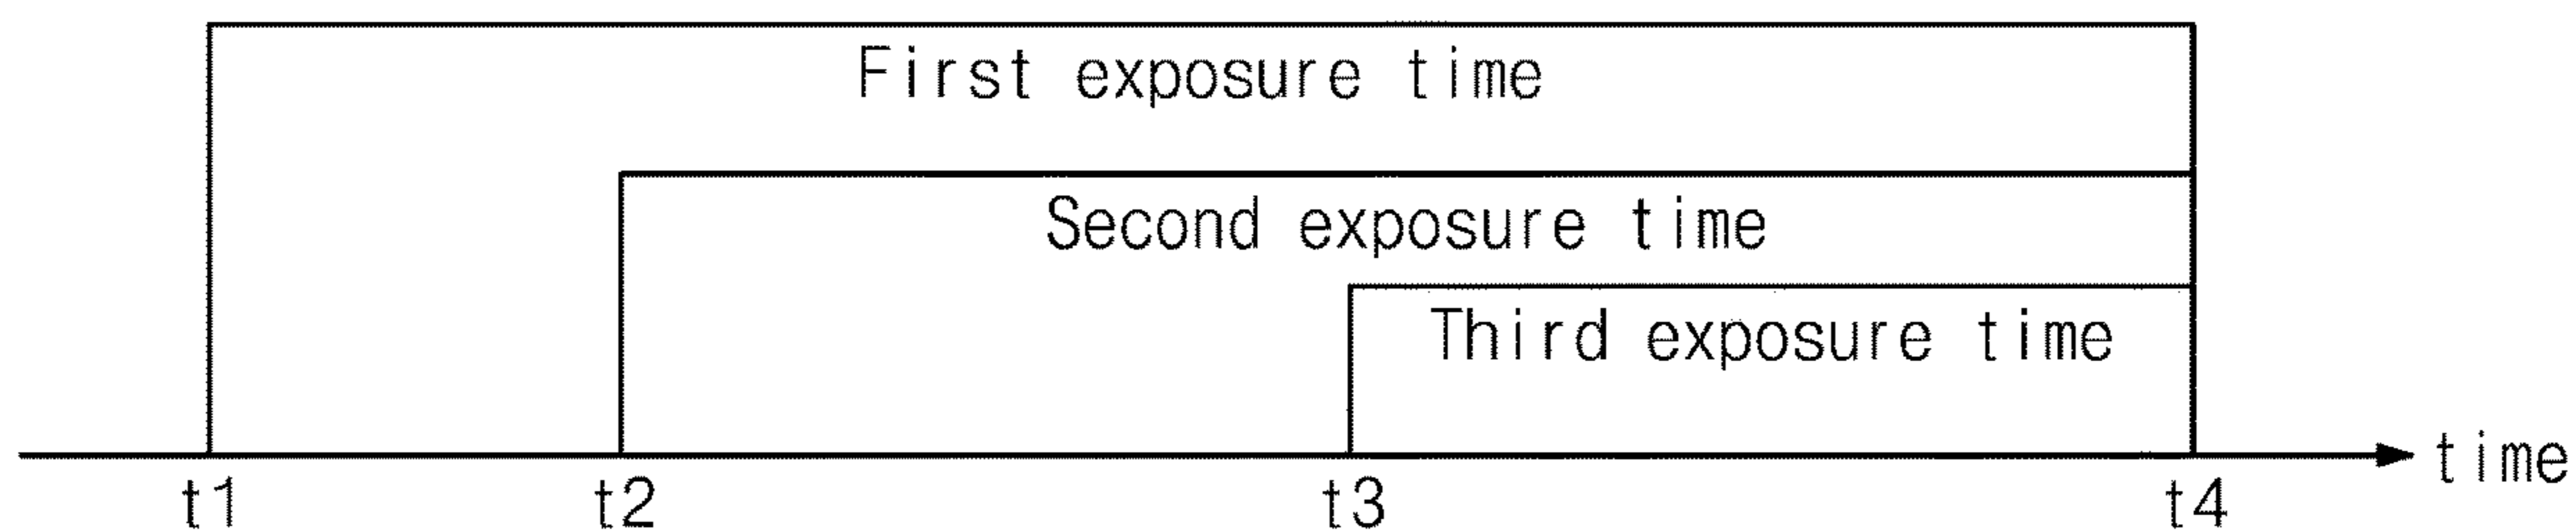 First exposure time
Second exposure time
Third exposure time
time
t1 t2 t3 t4